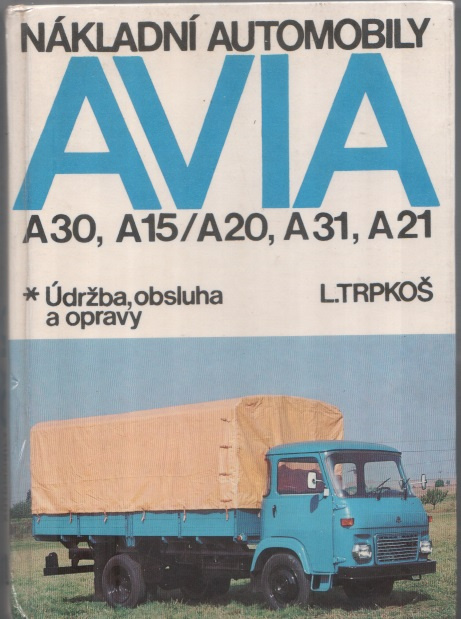 NÁKLADNÍ AUTOMOBILY
AVIA
A30, A15/A20, A31, A21
* Údržba, obsluha
a opravy
L.TRPKOŠ